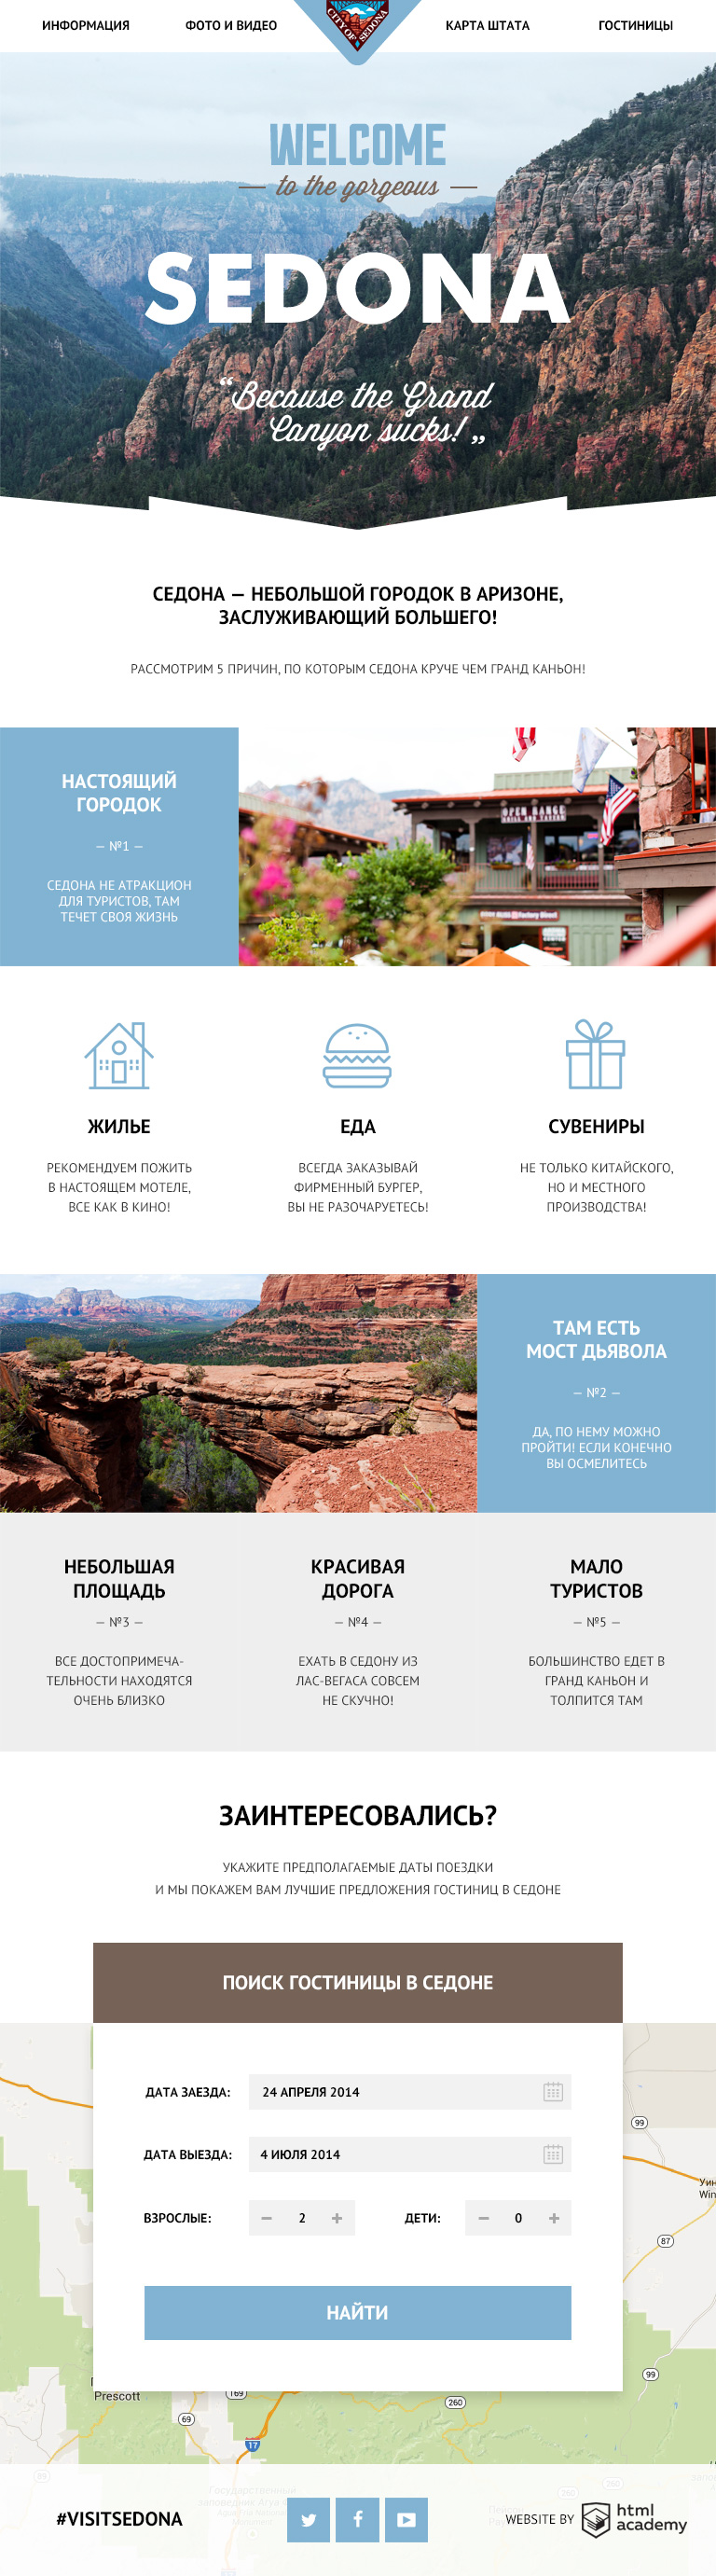 ИНФОРМАЦИЯ
ФОТО И ВИДЕО
CITY OF SEDONA
КАРТА ШТАТА
ГОСТИНИЦЫ
WELCOME
— to the gorgeous —
SEDONA
“Because the Grand
Canyon sucks!„
СЕДОНА — НЕБОЛЬШОЙ ГОРОДОК В АРИЗОНЕ,
ЗАСЛУЖИВАЮЩИЙ БОЛЬШЕГО!
РАССМОТРИМ 5 ПРИЧИН, ПО КОТОРЫМ СЕДОНА КРУЧЕ ЧЕМ ГРАНД КАНЬОН!
НАСТОЯЩИЙ
ГОРОДОК
— №1 —
СЕДОНА НЕ АТРАКЦИОН
ДЛЯ ТУРИСТОВ, ТАМ
ТЕЧЕТ СВОЯ ЖИЗНЬ
OPEN RANGE
ЖИЛЬЕ
РЕКОМЕНДУЕМ ПОЖИТЬ
В НАСТОЯЩЕМ МОТЕЛЕ,
ВСЕ КАК В КИНО!
ЕДА
ВСЕГДА ЗАКАЗЫВАЙ
ФИРМЕННЫЙ БУРГЕР,
ВЫ НЕ РАЗОЧАРУЕТЕСЬ!
СУВЕНИРЫ
НЕ ТОЛЬКО КИТАЙСКОГО,
НО И МЕСТНОГО
ПРОИЗВОДСТВА!
ТАМ ЕСТЬ
МОСТ ДЬЯВОЛА
— №2 —
ДА, ПО НЕМУ МОЖНО
ПРОЙТИ! ЕСЛИ КОНЕЧНО
ВЫ ОСМЕЛИТЕСЬ
НЕБОЛЬШАЯ
ПЛОЩАДЬ
— №3 —
ВСЕ ДОСТОПРИМЕЧА-
ТЕЛЬНОСТИ НАХОДЯТСЯ
ОЧЕНЬ БЛИЗКО
КРАСИВАЯ
ДОРОГА
— №4 —
ЕХАТЬ В СЕДОНУ ИЗ
ЛАС-ВЕГАСА СОВСЕМ
НЕ СКУЧНО!
МАЛО
ТУРИСТОВ
— №5 —
БОЛЬШИНСТВО ЕДЕТ В
ГРАНД КАНЬОН И
ТОЛПИТСЯ ТАМ
ЗАИНТЕРЕСОВАЛИСЬ?
УКАЖИТЕ ПРЕДПОЛАГАЕМЫЕ ДАТЫ ПОЕЗДКИ
И МЫ ПОКАЖЕМ ВАМ ЛУЧШИЕ ПРЕДЛОЖЕНИЯ ГОСТИНИЦ В СЕДОНЕ
ПОИСК ГОСТИНИЦЫ В СЕДОНЕ
ДАТА ЗАЕЗДА:
24 АПРЕЛЯ 2014
99
ДАТА ВЫЕЗДА:
4 ИЮЛЯ 2014
Уин
Win
ВЗРОСЛЫЕ:
– 2 +
ДЕТИ:
– 0 +
87
НАЙТИ
99
Prescott
169
260
69
17
#VISITSEDONA
WEBSITE BY
html
academy